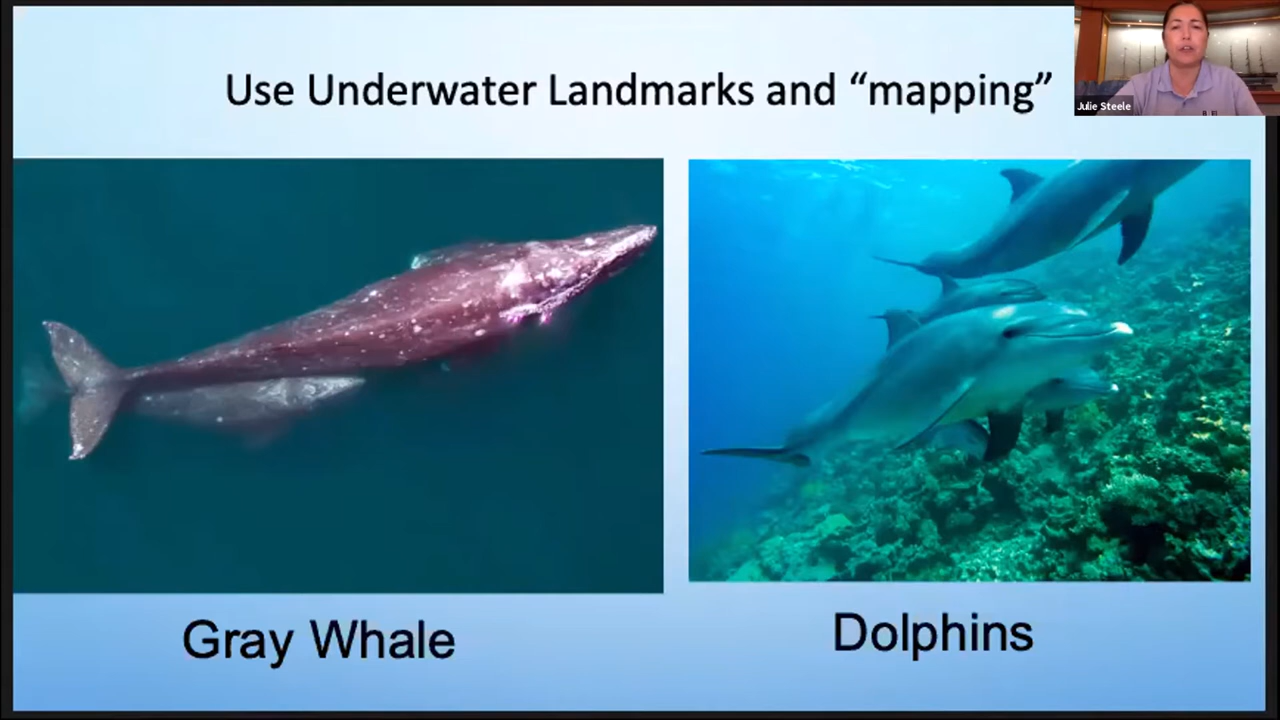 Use Underwater Landmarks and “mapping”
Julie Steele
Gray Whale
Dolphins